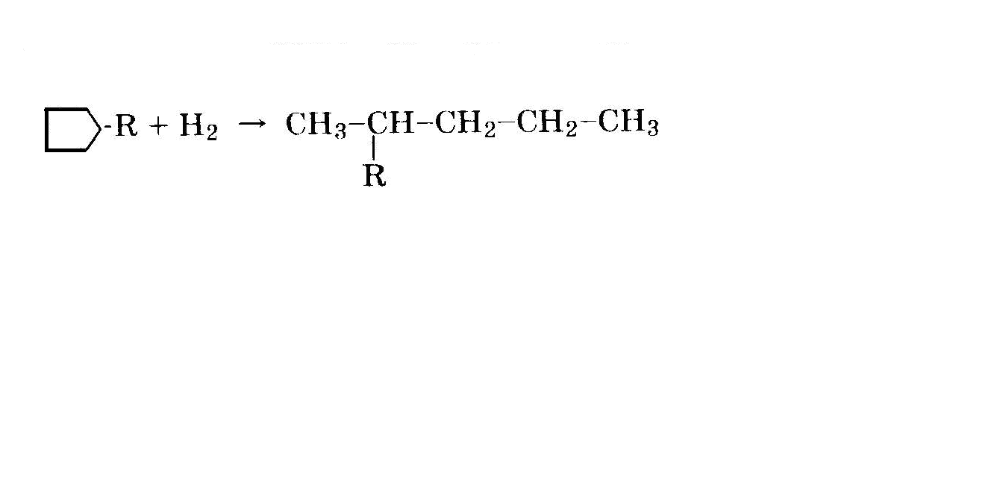 -R + H₂ → CH₃-CH-CH₂-CH₂-CH₃
R